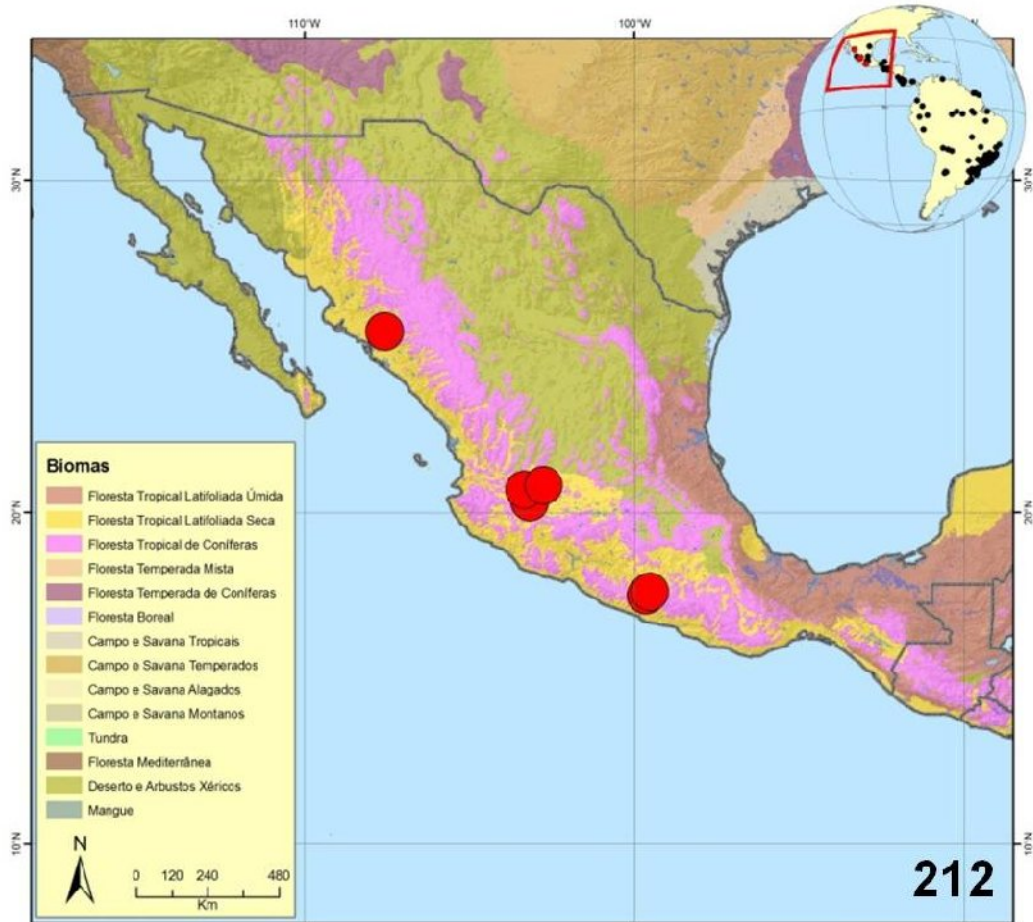 110°W
100°W
30°N
30°N
20°N
20°N
10°N
10°N
Biomas
Floresta Tropical Latifoliada Úmida
Floresta Tropical Latifoliada Seca
Floresta Tropical de Coníferas
Floresta Temperada Mista
Floresta Temperada de Coníferas
Floresta Boreal
Campo e Savana Tropicais
Campo e Savana Temperados
Campo e Savana Alagados
Campo e Savana Montanos
Tundra
Floresta Mediterrânea
Deserto e Arbustos Xéricos
Mangue
N
0 120 240 480
Km
212